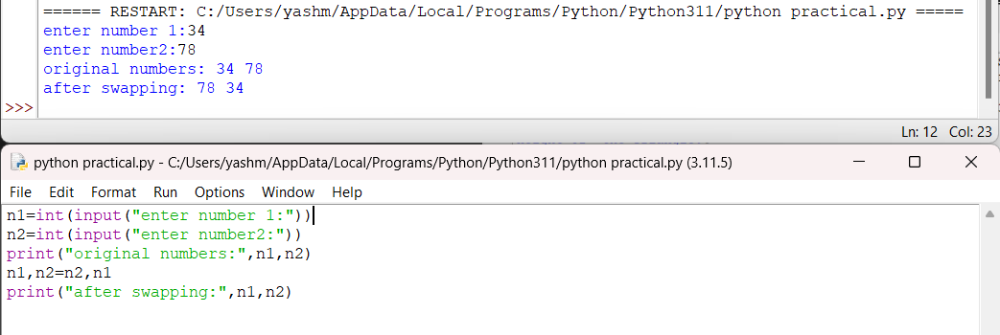 ====== RESTART: C:/Users/yashm/AppData/Local/Programs/Python/Python311/python practical.py =====
enter number 1:34
enter number2:78
original numbers: 34 78
after swapping: 78 34
>>>
Ln: 12 Col: 23
python practical.py - C:/Users/yashm/AppData/Local/Programs/Python/Python311/python practical.py (3.11.5)
File Edit Format Run Options Window Help
n1=int(input("enter number 1:"))
n2=int(input("enter number2:"))
print("original numbers:",n1,n2)
n1,n2=n2,n1
print("after swapping:",n1,n2)